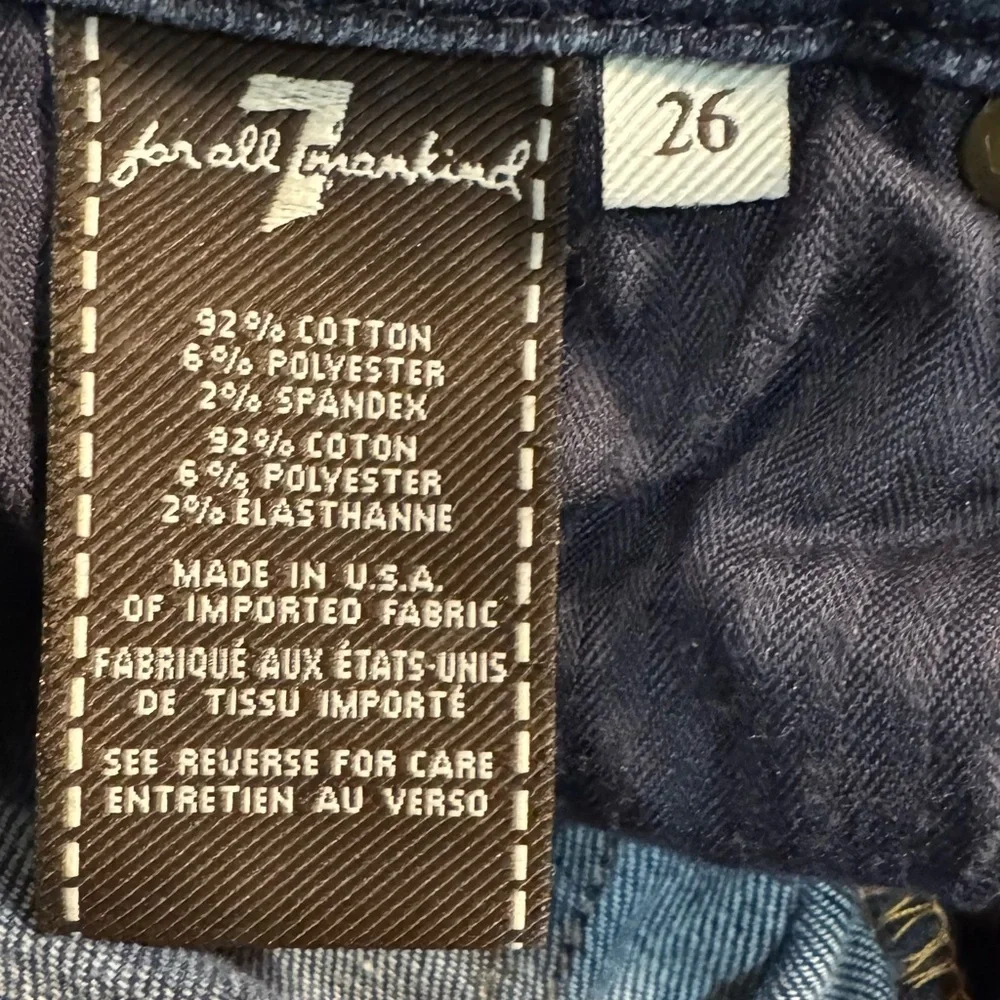 7
for all mankind
26
92% COTTON
6% POLYESTER
2% SPANDEX
92% COTON
6% POLYESTER
2% ÉLASTHANNE
MADE IN U.S.A.
OF IMPORTED FABRIC
FABRIQUÉ AUX ÉTATS-UNIS
DE TISSU IMPORTÉ
SEE REVERSE FOR CARE
ENTRETIEN AU VERSO